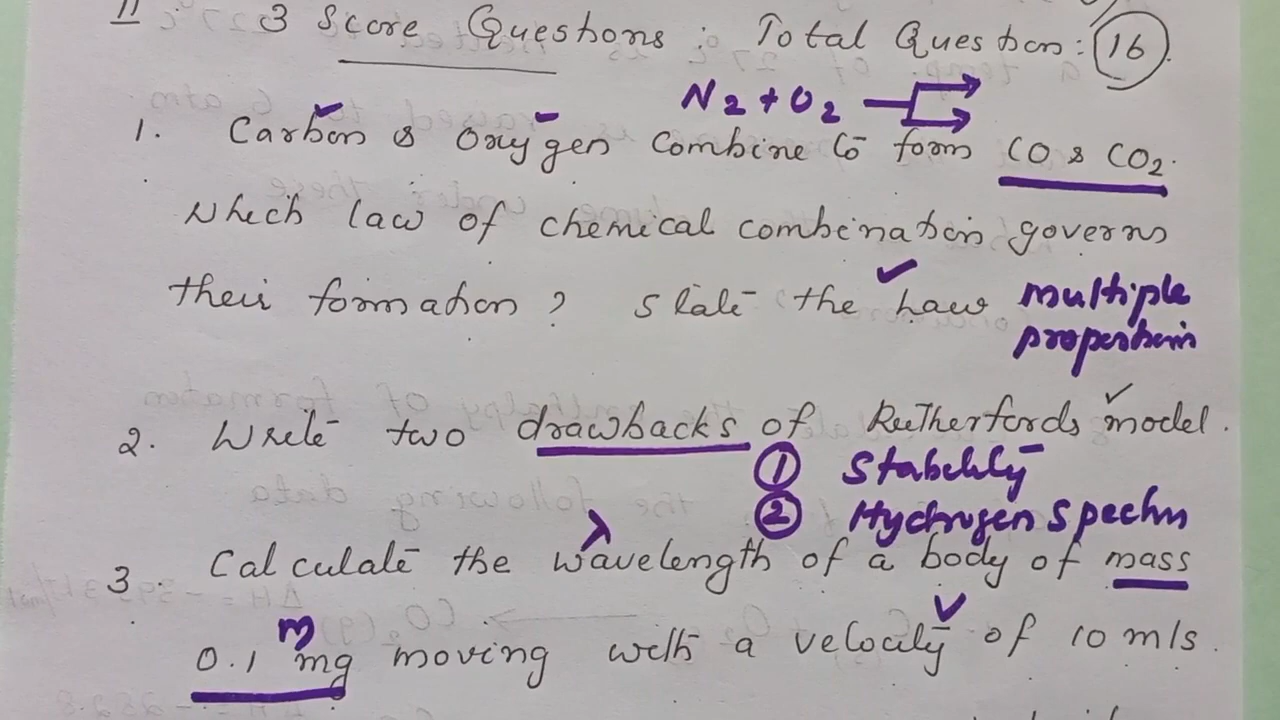 II 3 Score Questions : Total Question: 16
N2 + O2
1. Carbon & Oxygen combine to form CO & CO2.
which law of chemical combination governs
their formation? State the Law. multiple
proportion
2. Write two drawbacks of Rutherfords model.
① Stability
② Hydrogen Spectrum
λ
3. Calculate the wavelength of a body of mass
m
0.1 mg moving with a velocity of 10 m/s.